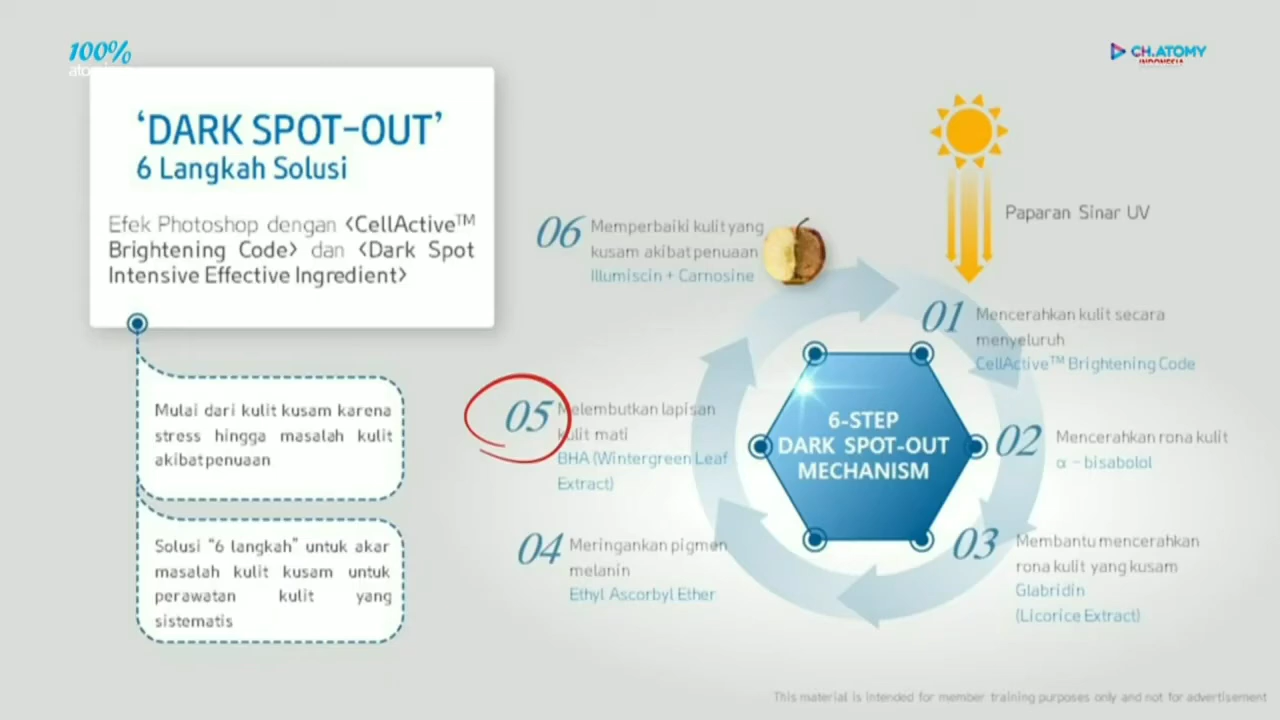 100%
CH.ATOMY
INDONESIA
'DARK SPOT-OUT'
6 Langkah Solusi
Efek Photoshop dengan <CellActive™
Brightening Code> dan <Dark Spot
Intensive Effective Ingredient>
Mulai dari kulit kusam karena
stress hingga masalah kulit
akibat penuaan
Solusi "6 langkah" untuk akar
masalah kulit kusam untuk
perawatan kulit yang
sistematis
Paparan Sinar UV
01
Mencerahkan kulit secara
menyeluruh
CellActive™ Brightening Code
02
Mencerahkan rona kulit
α - bisabolol
03
Membantu mencerahkan
rona kulit yang kusam
Glabridin
(Licorice Extract)
04
Meringankan pigmen
melanin
Ethyl Ascorbyl Ether
05
Melembutkan lapisan
kulit mati
BHA (Wintergreen Leaf
Extract)
06
Memperbaiki kulit yang
kusam akibat penuaan
Illumiscin + Carnosine
6-STEP
DARK SPOT-OUT
MECHANISM
This material is intended for member training purposes only and not for advertisement